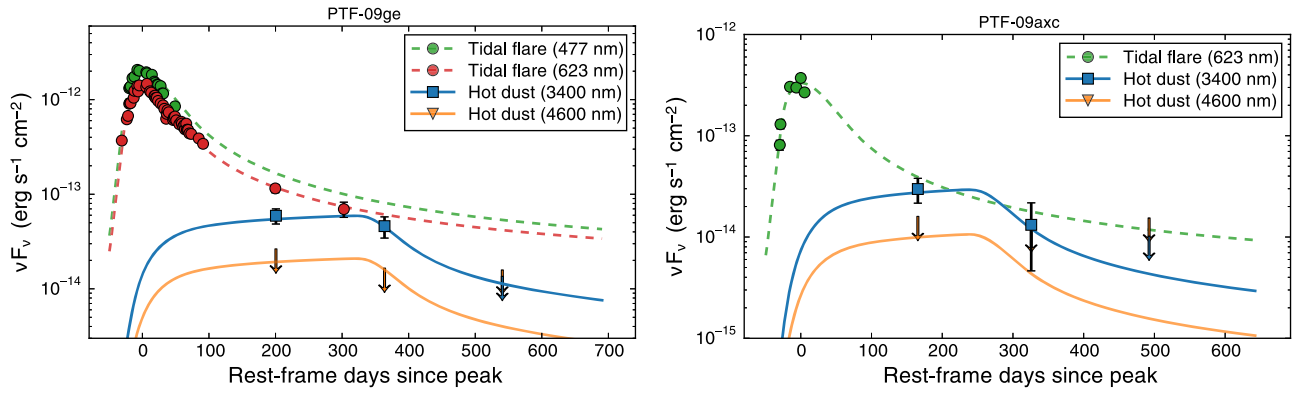 PTF-09ge
νFν (erg s⁻¹ cm⁻²)
10⁻¹²
10⁻¹³
10⁻¹⁴
Tidal flare (477 nm)
Tidal flare (623 nm)
Hot dust (3400 nm)
Hot dust (4600 nm)
0 100 200 300 400 500 600 700
Rest-frame days since peak
PTF-09axc
νFν (erg s⁻¹ cm⁻²)
10⁻¹²
10⁻¹³
10⁻¹⁴
10⁻¹⁵
Tidal flare (623 nm)
Hot dust (3400 nm)
Hot dust (4600 nm)
0 100 200 300 400 500 600
Rest-frame days since peak